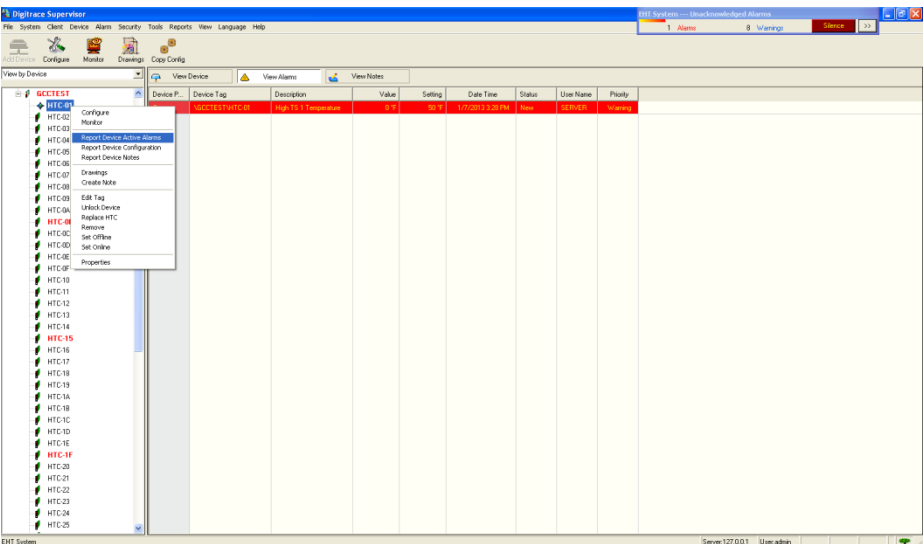 Digitrace Supervisor
EHT System --- Unacknowledged Alarms
File System Client Device Alarm Security Tools Reports View Language Help
1 Alarms 8 Warnings Silence >>
Add Device Configure Monitor Drawings Copy Config
View by Device
View Device View Alarms View Notes
GCCTEST
Device P... Device Tag Description Value Setting Date Time Status User Name Priority
\GCCTEST\HTC-01 High TS 1 Temperature 0 °F 50 °F 1/7/2013 3:28 PM New SERVER Warning
HTC-01
HTC-02
HTC-03
HTC-04
HTC-05
HTC-06
HTC-07
HTC-08
HTC-09
HTC-0A
HTC-0
HTC-0C
HTC-0D
HTC-0E
HTC-0F
HTC-10
HTC-11
HTC-12
HTC-13
HTC-14
HTC-15
HTC-16
HTC-17
HTC-18
HTC-19
HTC-1A
HTC-1B
HTC-1C
HTC-1D
HTC-1E
HTC-1F
HTC-20
HTC-21
HTC-22
HTC-23
HTC-24
HTC-25
Configure
Monitor
Report Device Active Alarms
Report Device Configuration
Report Device Notes
Drawings
Create Note
Edit Tag
Unlock Device
Replace HTC
Remove
Set Offline
Set Online
Properties
EHT System
Server:127.0.0.1 User:admin